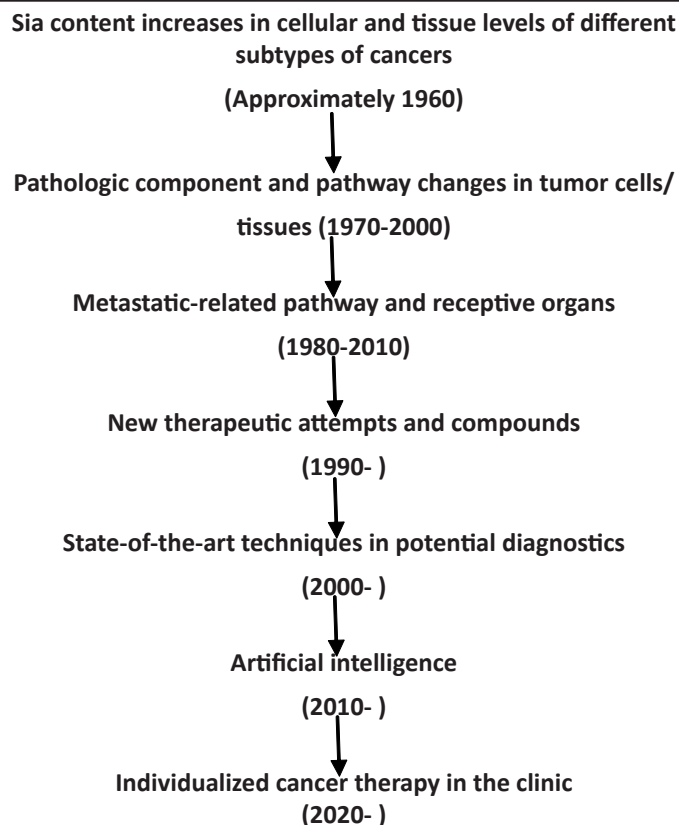 Sia content increases in cellular and tissue levels of different
subtypes of cancers
(Approximately 1960)
Pathologic component and pathway changes in tumor cells/
tissues (1970-2000)
Metastatic-related pathway and receptive organs
(1980-2010)
New therapeutic attempts and compounds
(1990- )
State-of-the-art techniques in potential diagnostics
(2000- )
Artificial intelligence
(2010- )
Individualized cancer therapy in the clinic
(2020- )